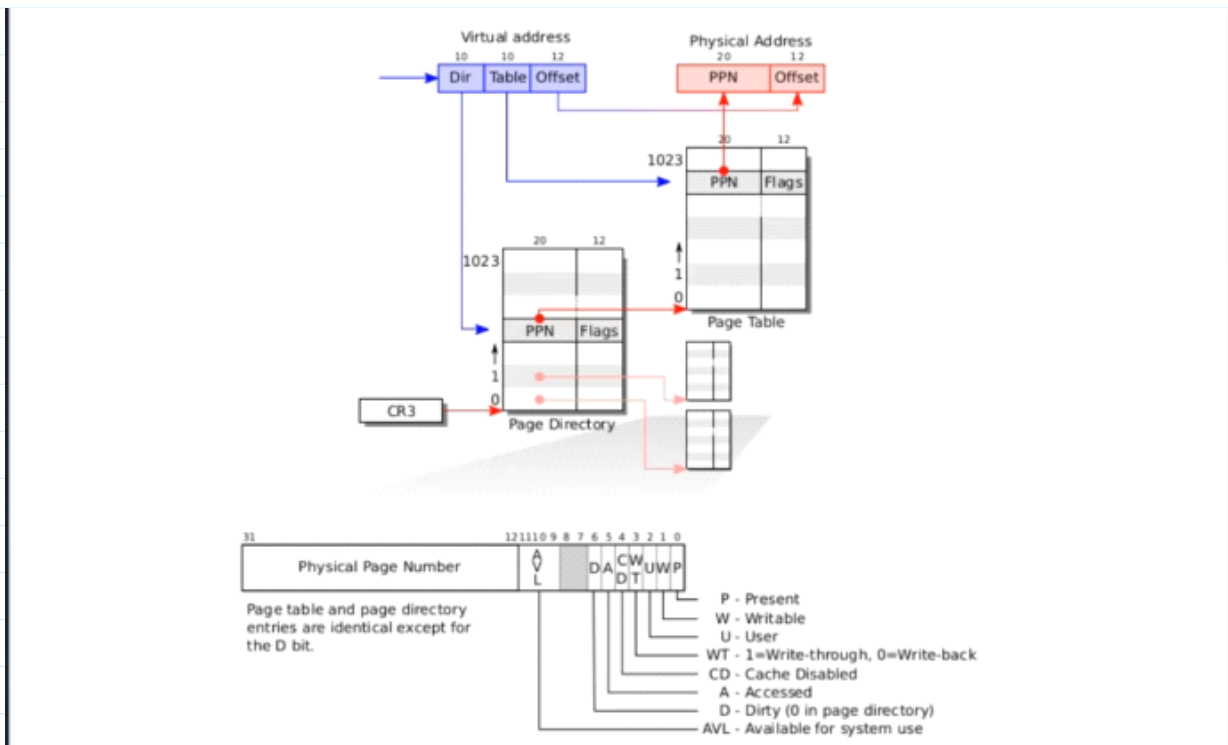 Virtual address
10 10 12
Dir Table Offset
Physical Address
20 12
PPN Offset
20 12
1023
PPN Flags
1
0
Page Table
20 12
1023
PPN Flags
1
0
Page Directory
CR3
31 12 11 10 9 8 7 6 5 4 3 2 1 0
Physical Page Number AVL D A CD WT U W P
Page table and page directory
entries are identical except for
the D bit.
P - Present
W - Writable
U - User
WT - 1=Write-through, 0=Write-back
CD - Cache Disabled
A - Accessed
D - Dirty (0 in page directory)
AVL - Available for system use